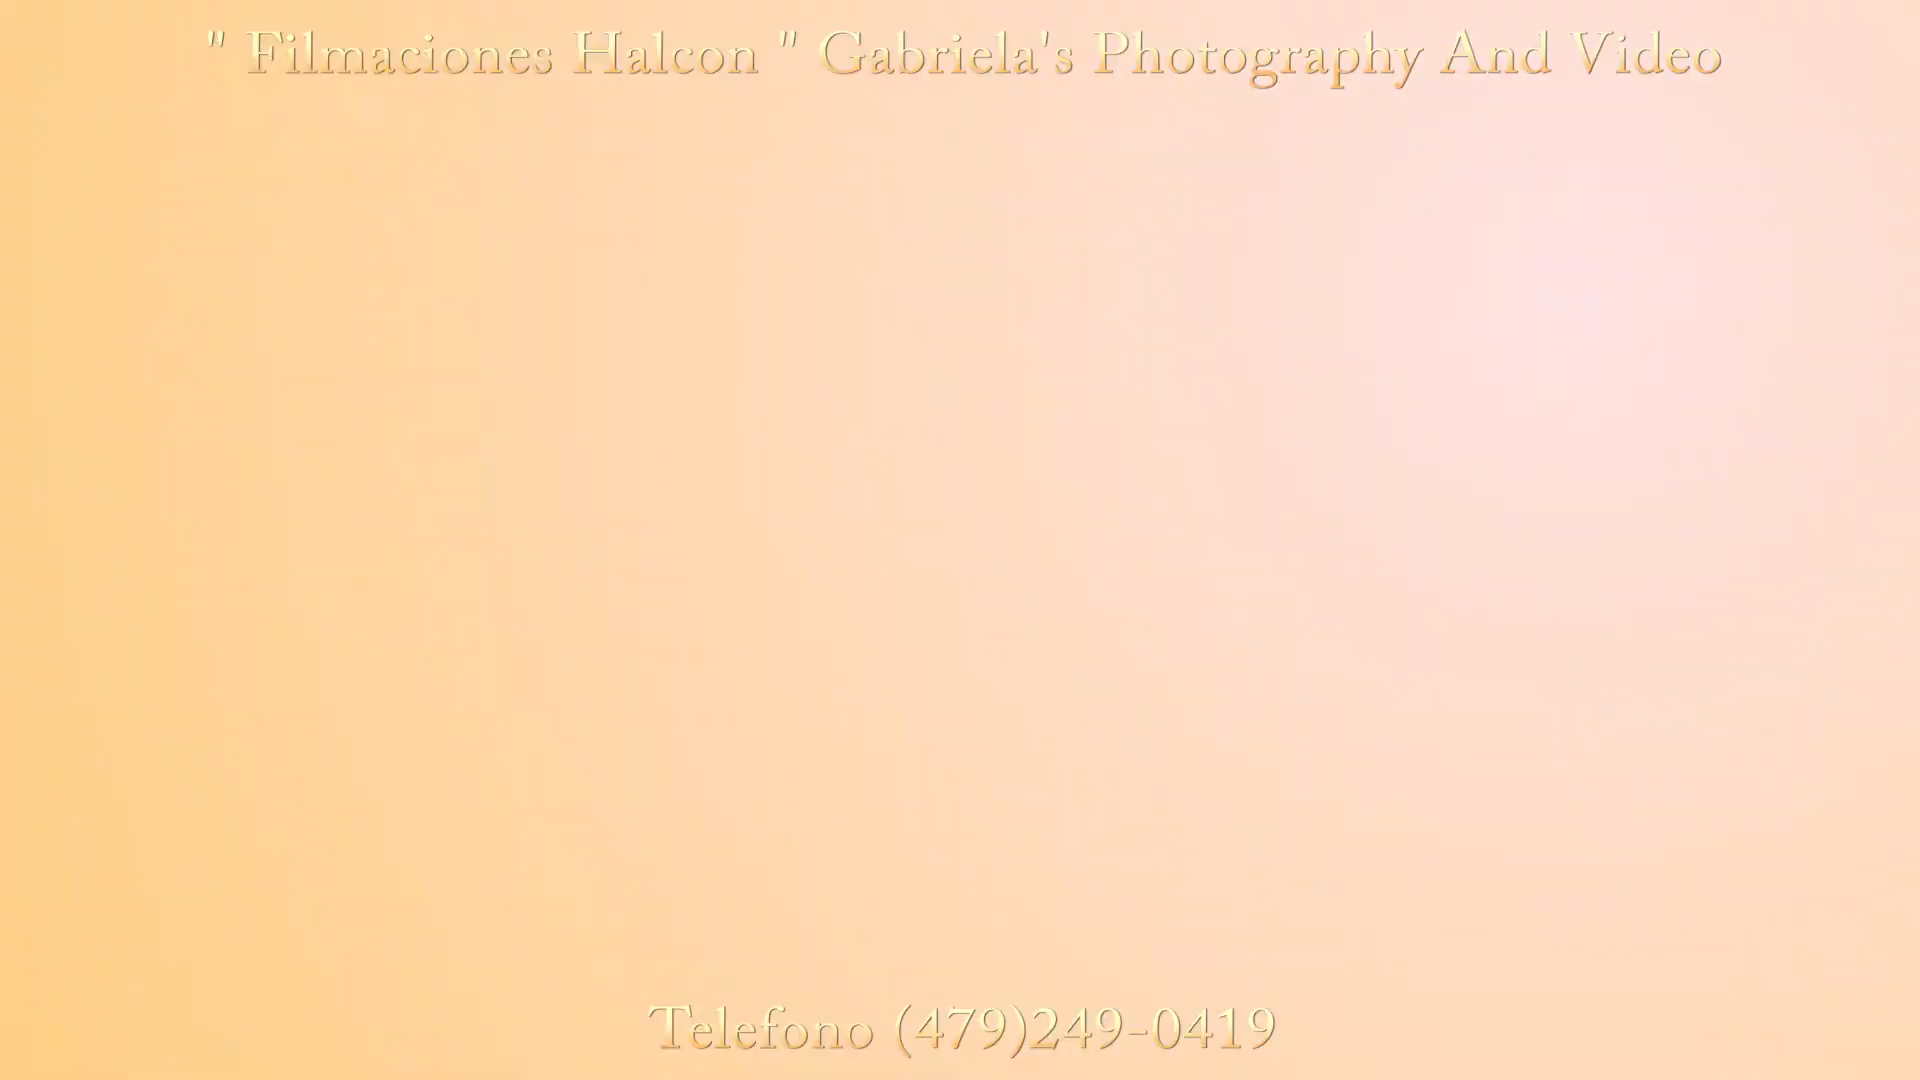 " Filmaciones Halcon " Gabriela's Photography And Video
Telefono (479)249-0419